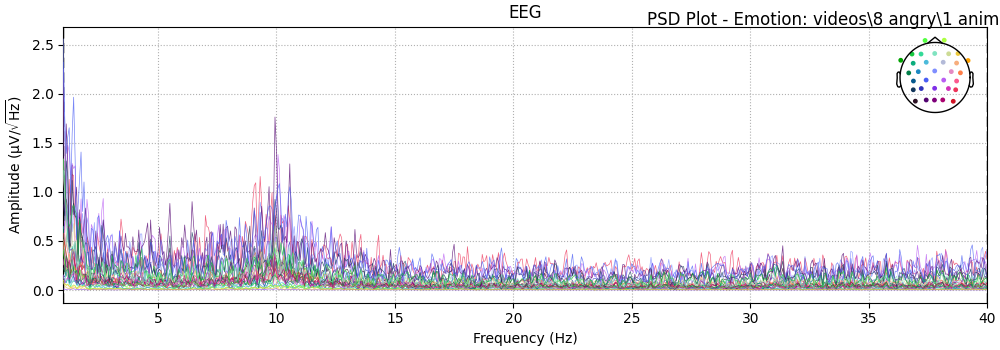 EEG
PSD Plot - Emotion: videos\8 angry\1 anim
Amplitude (µV/√Hz)
2.5
2.0
1.5
1.0
0.5
0.0
5 10 15 20 25 30 35 40
Frequency (Hz)